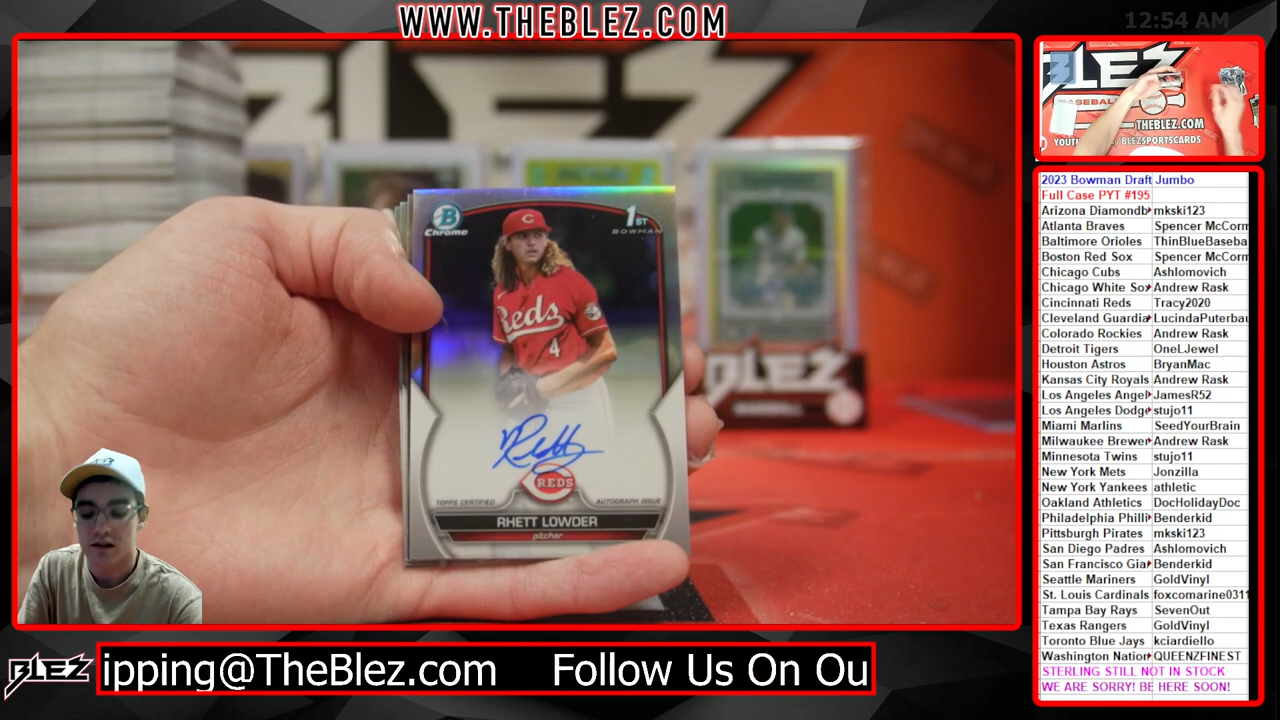 WWW.THEBLEZ.COM
12:54 AM
BLEZ
Chrome
1ST
BOWMAN
Reds
4
TOPPS CERTIFIED
AUTOGRAPH ISSUE
REDS
RHETT LOWDER
pitcher
BLEZ
BASEBALL
BLEZ
BASEBALL
THEBLEZ.COM
BLEZSPORTSCARDS
2023 Bowman Draft Jumbo
Full Case PYT #195
Arizona Diamondb mkski123
Atlanta Braves Spencer McCorm
Baltimore Orioles ThinBlueBaseba
Boston Red Sox Spencer McCorm
Chicago Cubs Ashlomovich
Chicago White Sox Andrew Rask
Cincinnati Reds Tracy2020
Cleveland Guardia LucindaPuterbau
Colorado Rockies Andrew Rask
Detroit Tigers OneLJewel
Houston Astros BryanMac
Kansas City Royals Andrew Rask
Los Angeles Angel JamesR52
Los Angeles Dodge stujo11
Miami Marlins SeedYourBrain
Milwaukee Brewer Andrew Rask
Minnesota Twins stujo11
New York Mets Jonzilla
New York Yankees athletic
Oakland Athletics DocHolidayDoc
Philadelphia Philli Benderkid
Pittsburgh Pirates mkski123
San Diego Padres Ashlomovich
San Francisco Gia Benderkid
Seattle Mariners GoldVinyl
St. Louis Cardinals foxcomarine0311
Tampa Bay Rays SevenOut
Texas Rangers GoldVinyl
Toronto Blue Jays kciardiello
Washington Nation QUEENZFINEST
STERLING STILL NOT IN STOCK
WE ARE SORRY! BE HERE SOON!
BLEZ
ipping@TheBlez.com Follow Us On Ou